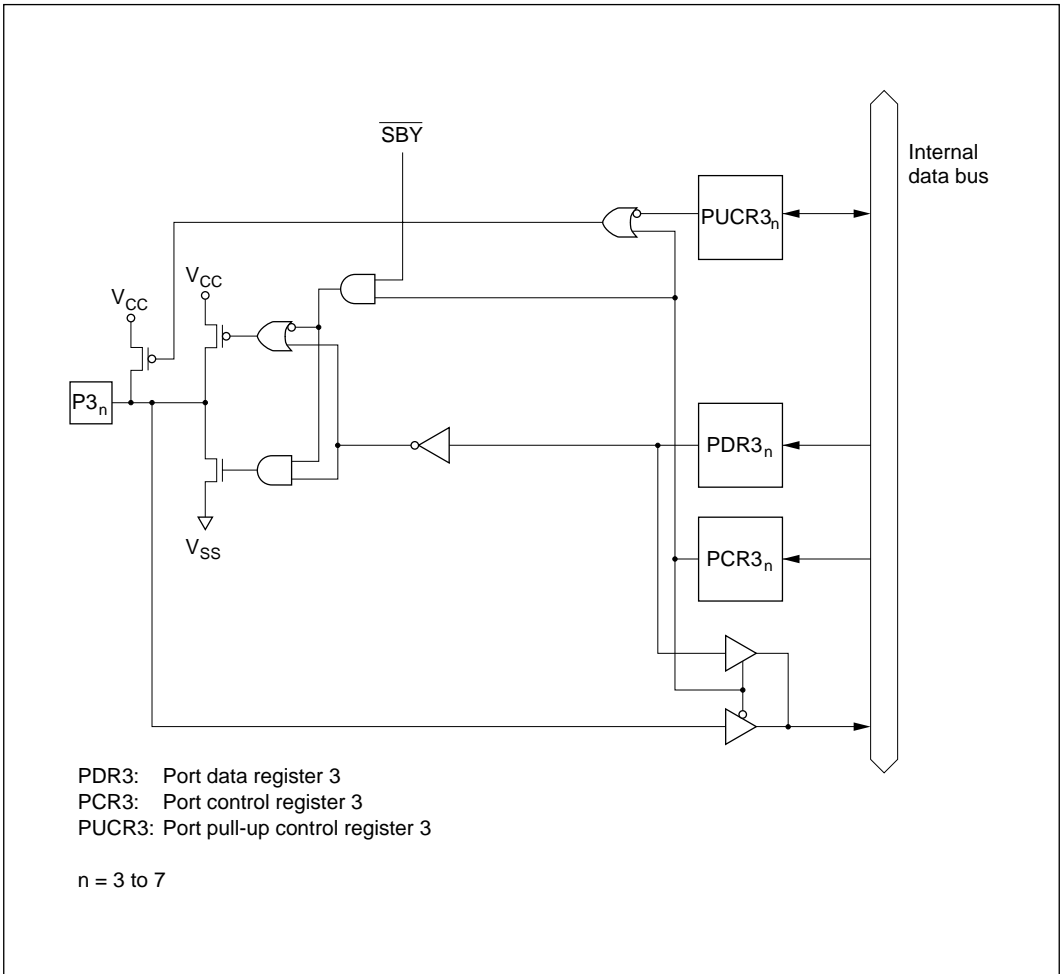 SBY
Internal
data bus
PUCR3n
VCC
VCC
P3n
PDR3n
VSS
PCR3n
PDR3: Port data register 3
PCR3: Port control register 3
PUCR3: Port pull-up control register 3
n = 3 to 7